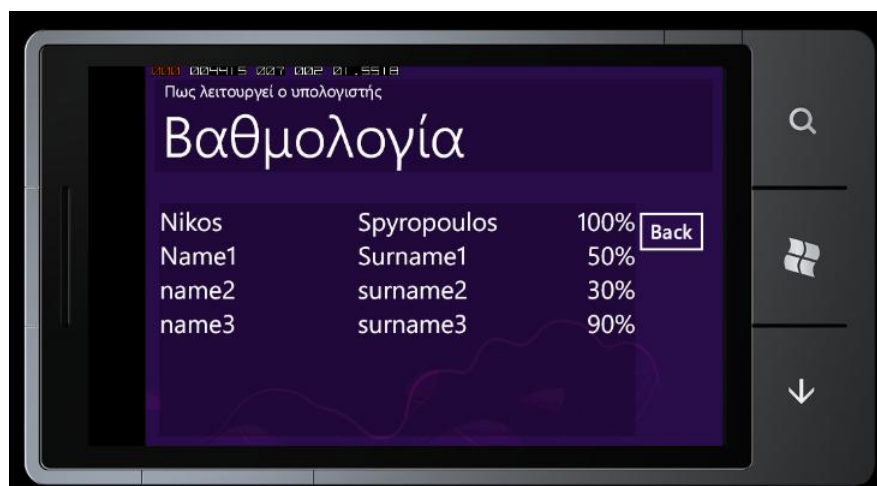 000 004415 007 002 01.5518
Πως λειτουργεί ο υπολογιστής
Βαθμολογία
Nikos Spyropoulos 100%
Back
Name1 Surname1 50%
name2 surname2 30%
name3 surname3 90%